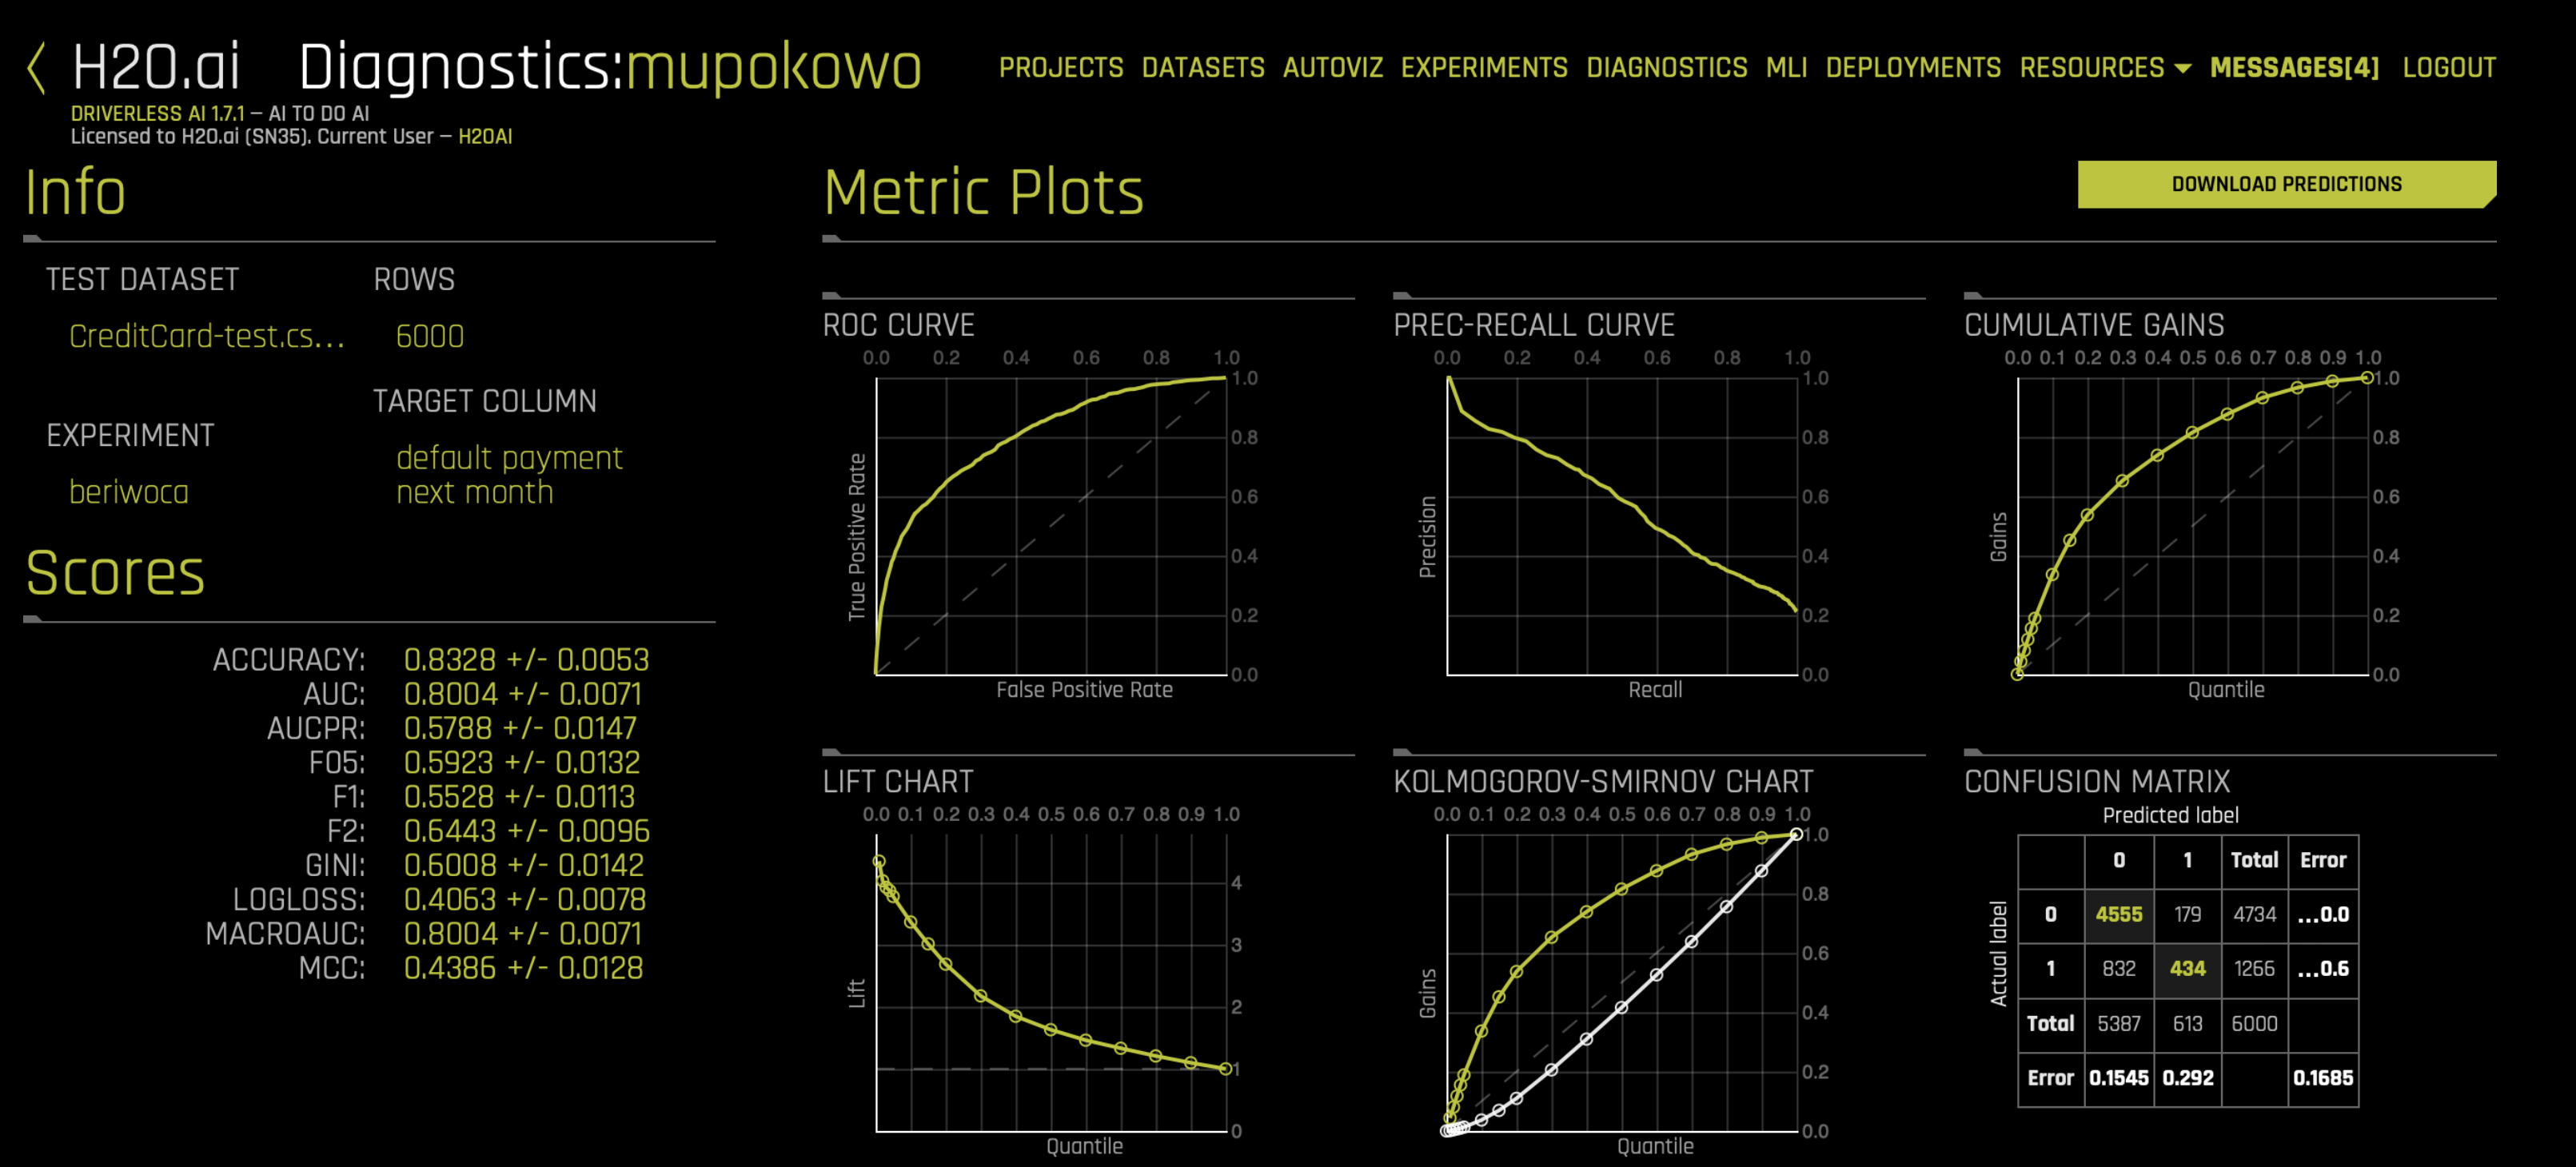 H2O.ai Diagnostics:mupokowo
PROJECTS DATASETS AUTOVIZ EXPERIMENTS DIAGNOSTICS MLI DEPLOYMENTS RESOURCES MESSAGES[4] LOGOUT
DRIVERLESS AI 1.7.1 – AI TO DO AI
Licensed to H2O.ai (SN35). Current User – H2OAI
Info
TEST DATASET ROWS
CreditCard-test.cs... 6000
TARGET COLUMN
EXPERIMENT
default payment
beriwoca next month
Scores
ACCURACY: 0.8328 +/- 0.0053
AUC: 0.8004 +/- 0.0071
AUCPR: 0.5788 +/- 0.0147
F05: 0.5923 +/- 0.0132
F1: 0.5528 +/- 0.0113
F2: 0.6443 +/- 0.0096
GINI: 0.6008 +/- 0.0142
LOGLOSS: 0.4063 +/- 0.0078
MACROAUC: 0.8004 +/- 0.0071
MCC: 0.4386 +/- 0.0128
Metric Plots
DOWNLOAD PREDICTIONS
ROC CURVE
0.0 0.2 0.4 0.6 0.8 1.0
1.0
0.8
0.6
0.4
0.2
0.0
True Positive Rate
False Positive Rate
PREC-RECALL CURVE
0.0 0.2 0.4 0.6 0.8 1.0
1.0
0.8
0.6
0.4
0.2
0.0
Precision
Recall
CUMULATIVE GAINS
0.0 0.1 0.2 0.3 0.4 0.5 0.6 0.7 0.8 0.9 1.0
1.0
0.8
0.6
0.4
0.2
0.0
Gains
Quantile
LIFT CHART
0.0 0.1 0.2 0.3 0.4 0.5 0.6 0.7 0.8 0.9 1.0
4
3
2
1
0
Lift
Quantile
KOLMOGOROV-SMIRNOV CHART
0.0 0.1 0.2 0.3 0.4 0.5 0.6 0.7 0.8 0.9 1.0
1.0
0.8
0.6
0.4
0.2
0.0
Gains
Quantile
CONFUSION MATRIX
Predicted label
Actual label
0 1 Total Error
0 4555 179 4734 ...0.0
1 832 434 1266 ...0.6
Total 5387 613 6000
Error 0.1545 0.292 0.1685